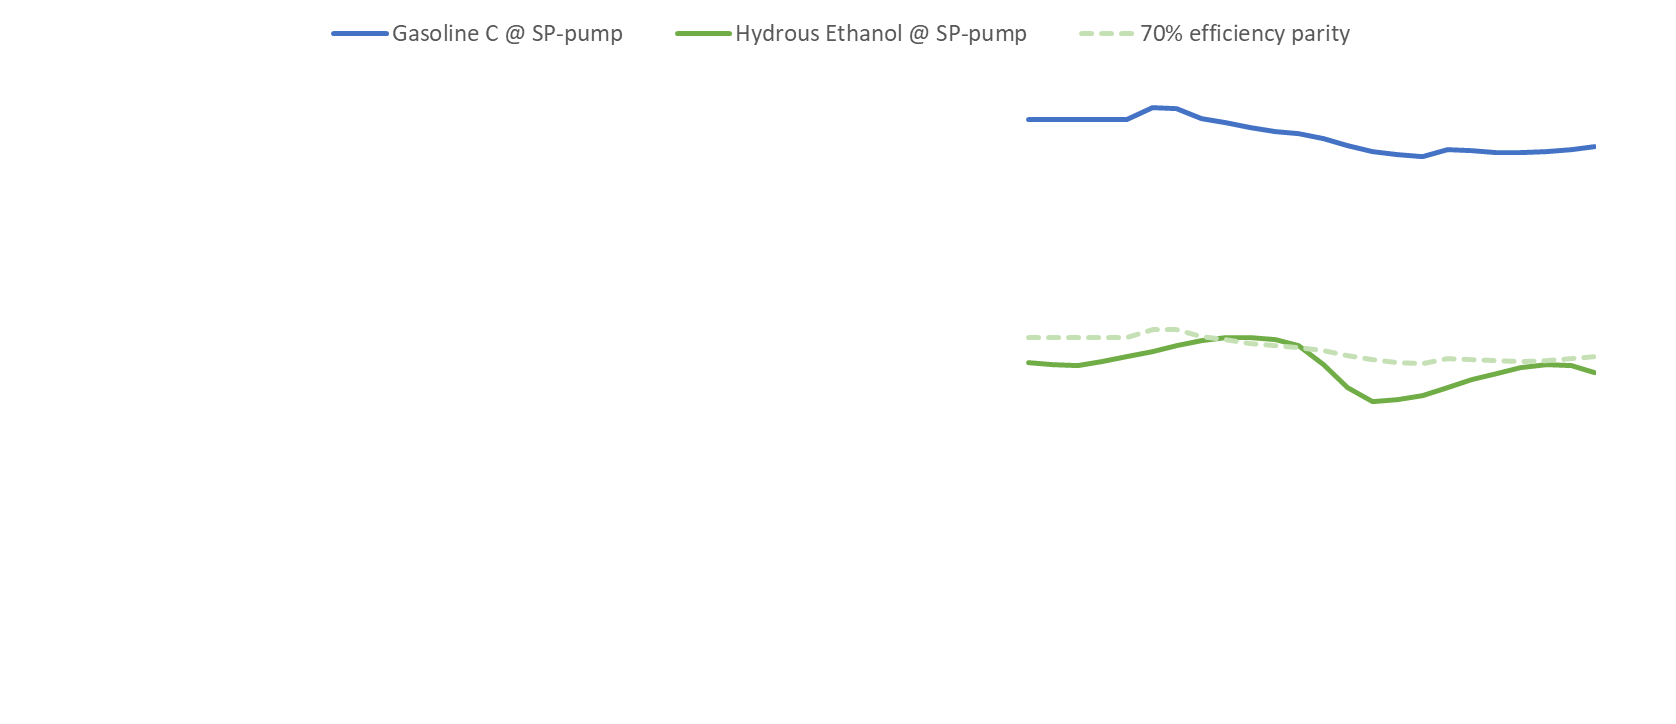 Gasoline C @ SP-pump Hydrous Ethanol @ SP-pump 70% efficiency parity